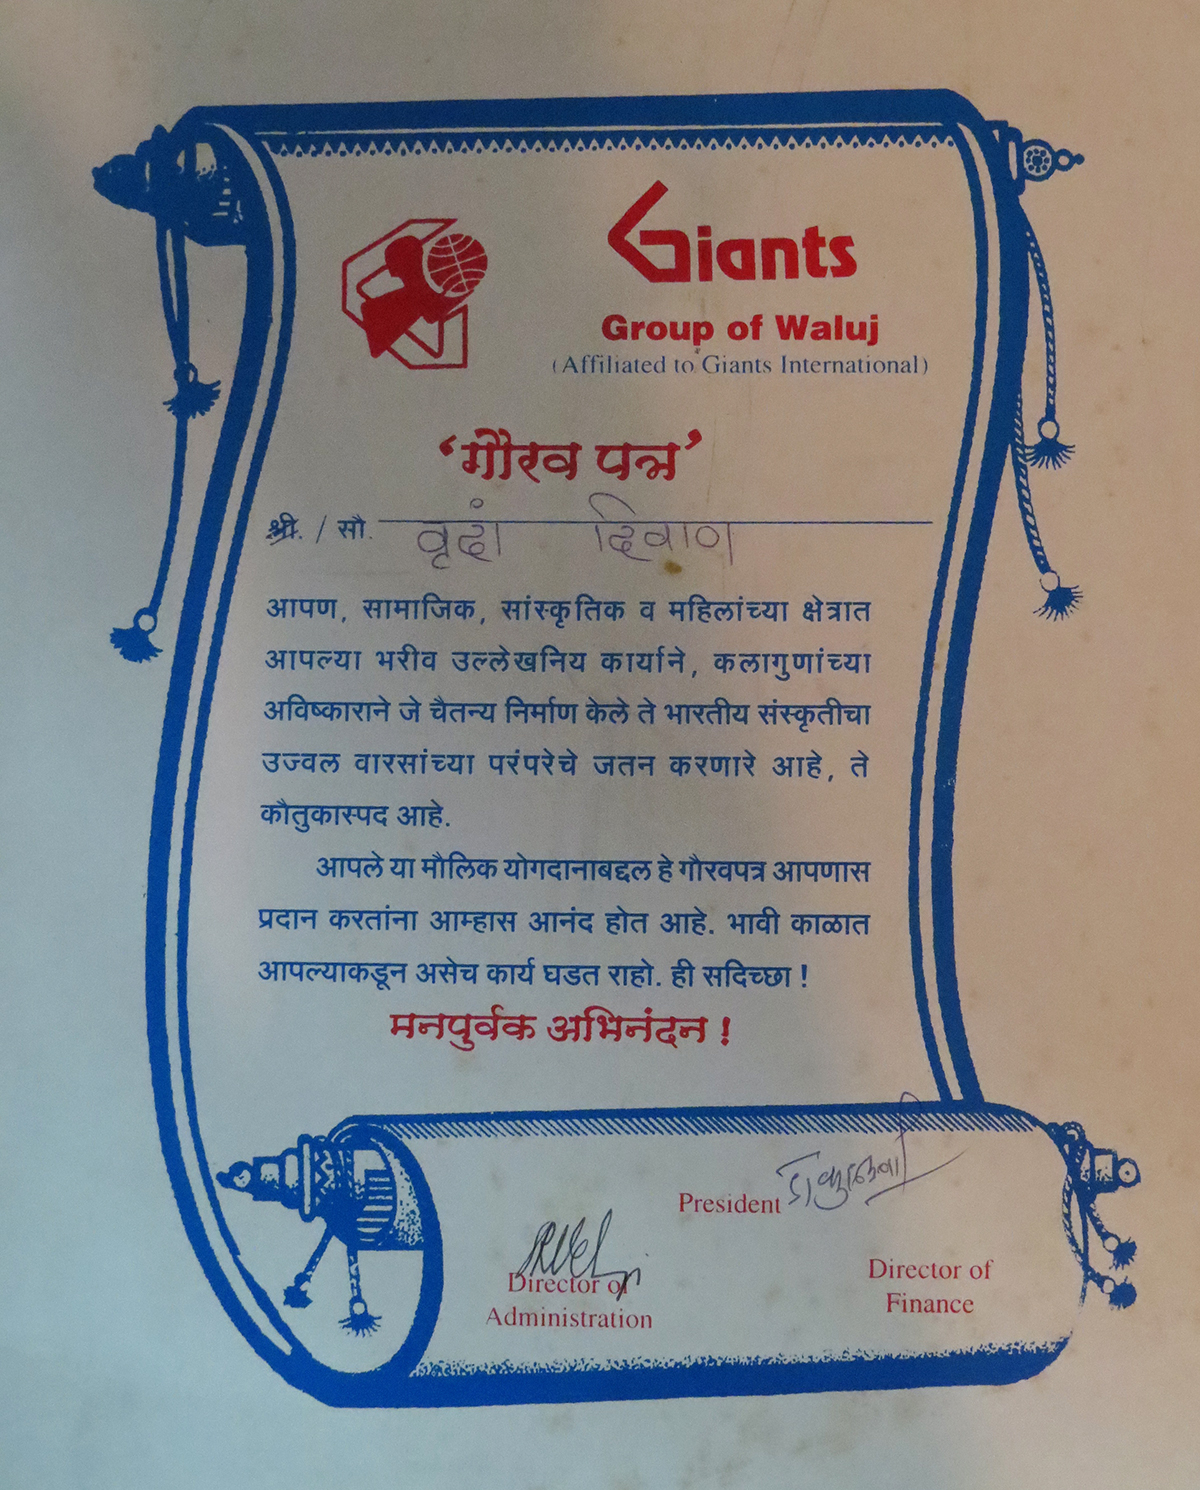 Giants
Group of Waluj
(Affiliated to Giants International)
‘गौरव पत्र’
श्री. / सौ. वृदां दिवाण
आपण, सामाजिक, सांस्कृतिक व महिलांच्या क्षेत्रात
आपल्या भरीव उल्लेखनिय कार्याने, कलागुणांच्या
अविष्काराने जे चैतन्य निर्माण केले ते भारतीय संस्कृतीचा
उज्वल वारसांच्या परंपरेचे जतन करणारे आहे, ते
कौतुकास्पद आहे.
आपले या मौलिक योगदानाबद्दल हे गौरवपत्र आपणास
प्रदान करतांना आम्हास आनंद होत आहे. भावी काळात
आपल्याकडून असेच कार्य घडत राहो. ही सदिच्छा !
मनपुर्वक अभिनंदन !
President
Director of
Administration
Director of
Finance